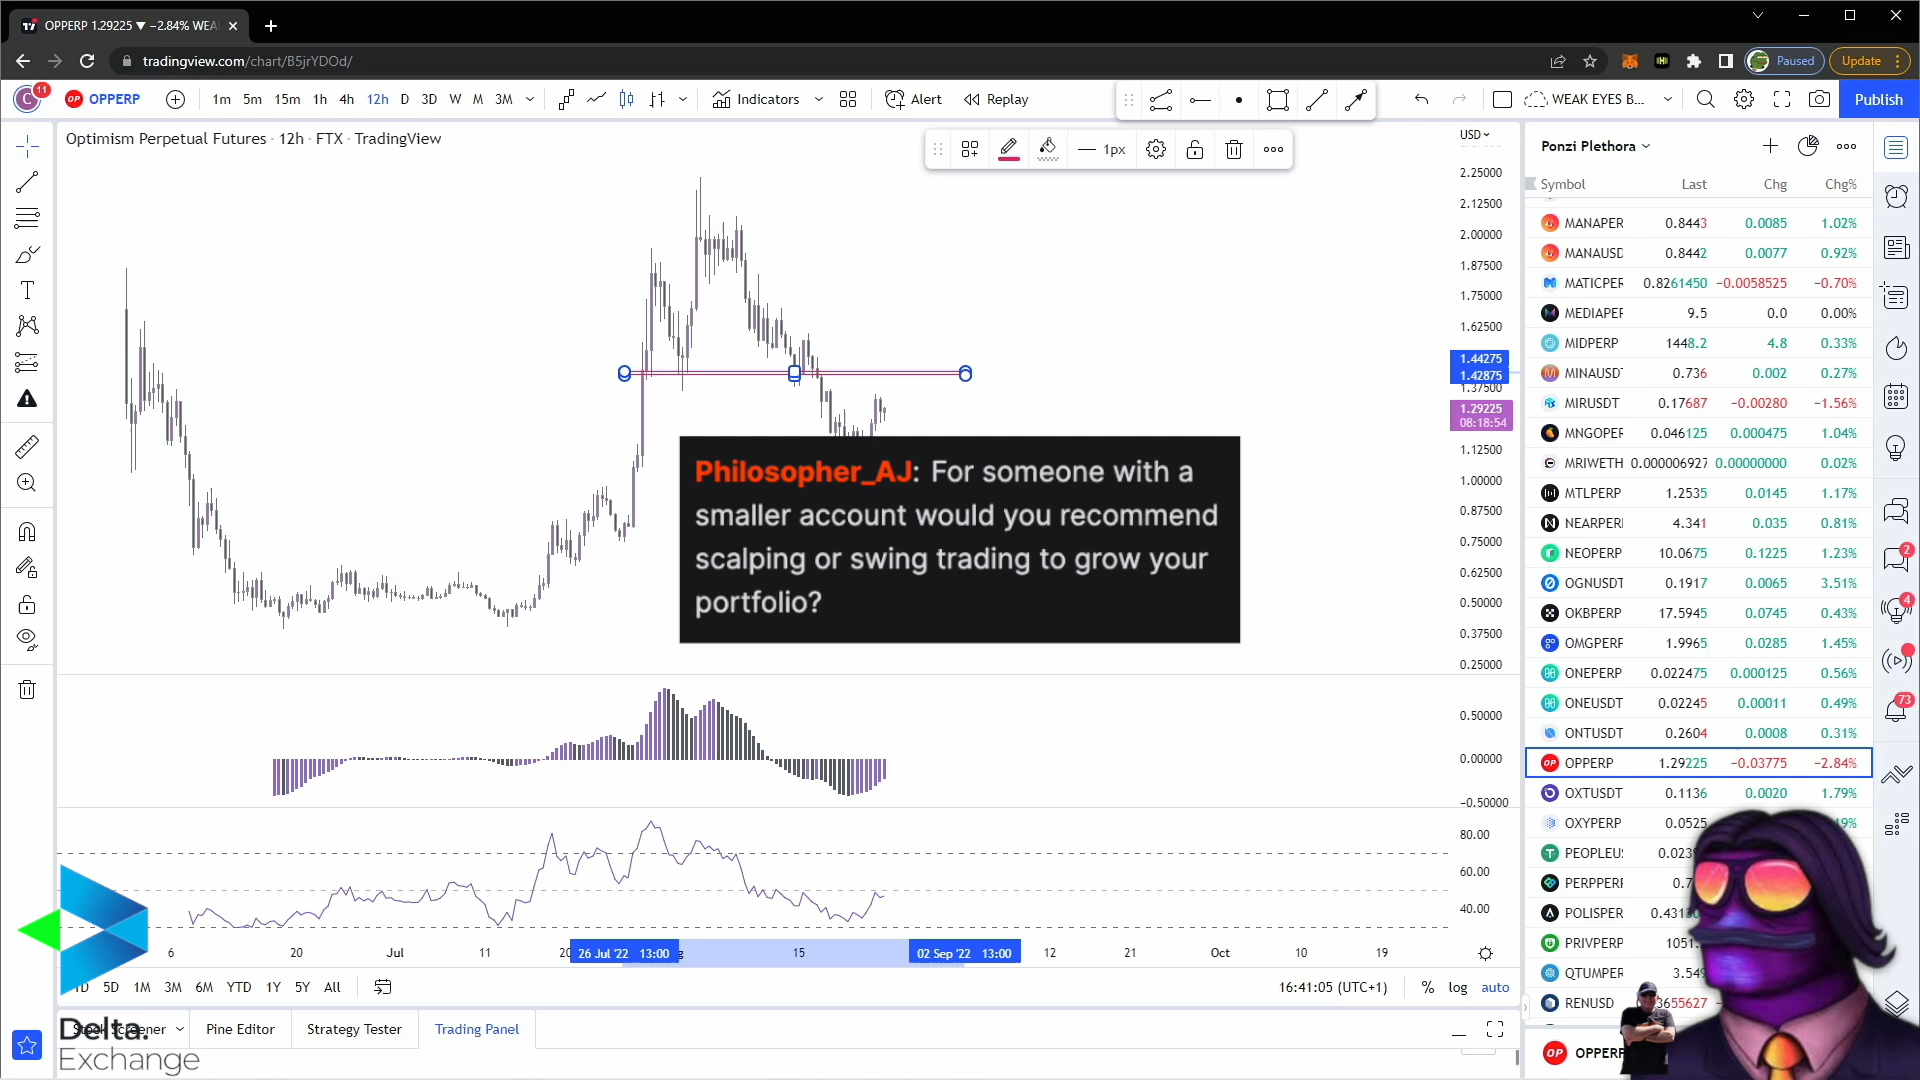 OPPERP 1.29225 ▼ −2.84% WEA
tradingview.com/chart/B5jrYDOd/
Paused
Update
C
11
OPPERP
1m 5m 15m 1h 4h 12h D 3D W M 3M
Indicators
Alert
Replay
WEAK EYES B...
Publish
Optimism Perpetual Futures · 12h · FTX · TradingView
1px
USD
2.25000
2.12500
2.00000
1.87500
1.75000
1.62500
1.44275
1.42875
1.37500
1.29225
08:18:54
1.12500
1.00000
0.87500
0.75000
0.62500
0.50000
0.37500
0.25000
0.50000
0.00000
−0.50000
80.00
60.00
40.00
Philosopher_AJ: For someone with a
smaller account would you recommend
scalping or swing trading to grow your
portfolio?
6 20 Jul 11 26 Jul '22 13:00 15 02 Sep '22 13:00 12 21 Oct 10 19
5D 1M 3M 6M YTD 1Y 5Y All
16:41:05 (UTC+1) % log auto
Stock Screener Pine Editor Strategy Tester Trading Panel
Delta.
Exchange
Ponzi Plethora
Symbol Last Chg Chg%
MANAPER 0.8443 0.0085 1.02%
MANAUSD 0.8442 0.0077 0.92%
MATICPER 0.8261450 −0.0058525 −0.70%
MEDIAPER 9.5 0.0 0.00%
MIDPERP 1448.2 4.8 0.33%
MINAUSD 0.736 0.002 0.27%
MIRUSDT 0.17687 −0.00280 −1.56%
MNGOPER 0.046125 0.000475 1.04%
MRIWETH 0.000006927 0.00000000 0.02%
MTLPERP 1.2535 0.0145 1.17%
NEARPER 4.341 0.035 0.81%
NEOPERP 10.0675 0.1225 1.23%
OGNUSDT 0.1917 0.0065 3.51%
OKBPERP 17.5945 0.0745 0.43%
OMGPERF 1.9965 0.0285 1.45%
ONEPERP 0.022475 0.000125 0.56%
ONEUSDT 0.02245 0.00011 0.49%
ONTUSDT 0.2604 0.0008 0.31%
OPPERP 1.29225 −0.03775 −2.84%
OXTUSDT 0.1136 0.0020 1.79%
OXYPERP 0.0525
PEOPLEU
PERPPER
POLISPER
PRIVPERP
QTUMPER 3.549
RENUSD
OP
2
4
73